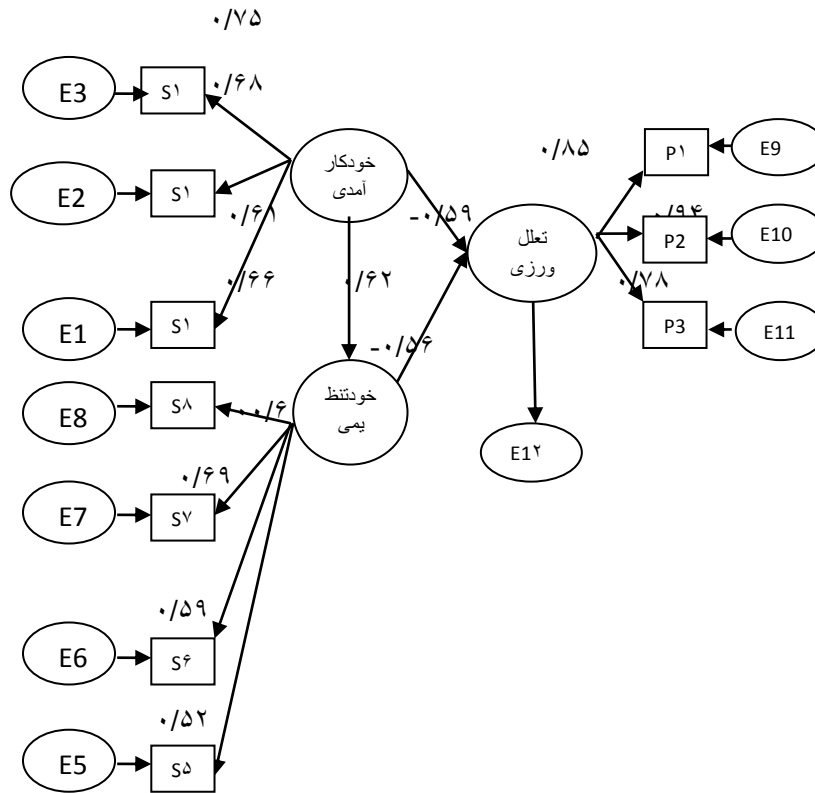 ۰/۷۵
E3
S۱
۰/۶۸
خودکار
آمدی
۰/۸۵
P۱
E9
E2
S۱
۰/۶۱
-۰/۵۹
تعلل
ورزی
۰/۹۴
P2
E10
E1
S۱
۰/۶۶
۰/۶۲
۰/۷۸
P3
E11
-۰/۵۶
E8
S۸
خودتنظ
یمی
E1۲
۰/۶۹
E7
S۷
۰/۵۹
E6
S۶
۰/۵۲
E5
S۵